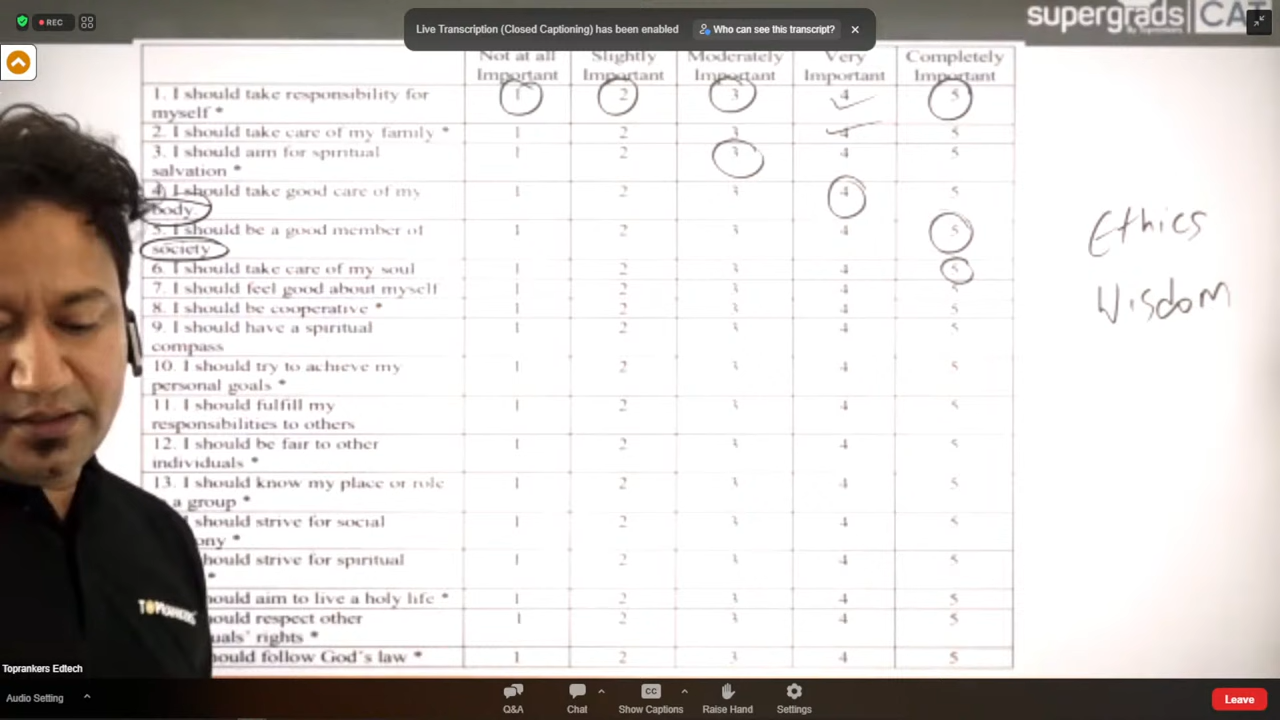 REC
Live Transcription (Closed Captioning) has been enabled
Who can see this transcript?
supergrads CAT
By Toprankers
Not at all Important
Slightly Important
Moderately Important
Very Important
Completely Important
1. I should take responsibility for 1 2 3 4 5
myself *
2. I should take care of my family * 1 2 3 4 5
3. I should aim for spiritual 1 2 3 4 5
salvation *
4. I should take good care of my 1 2 3 4 5
body
5. I should be a good member of 1 2 3 4 5
society
6. I should take care of my soul 1 2 3 4 5
7. I should feel good about myself 1 2 3 4 5
8. I should be cooperative * 1 2 3 4 5
9. I should have a spiritual 1 2 3 4 5
compass
10. I should try to achieve my 1 2 3 4 5
personal goals *
11. I should fulfill my 1 2 3 4 5
responsibilities to others
12. I should be fair to other 1 2 3 4 5
individuals *
13. I should know my place or role 1 2 3 4 5
a group *
should strive for social 1 2 3 4 5
ony *
hould strive for spiritual 1 2 3 4 5
*
ould aim to live a holy life * 1 2 3 4 5
ould respect other 1 2 3 4 5
uals' rights *
ould follow God's law * 1 2 3 4 5
Ethics
Wisdom
TOPRANKERS
Toprankers Edtech
Audio Setting
Q&A
Chat
CC
Show Captions
Raise Hand
Settings
Leave